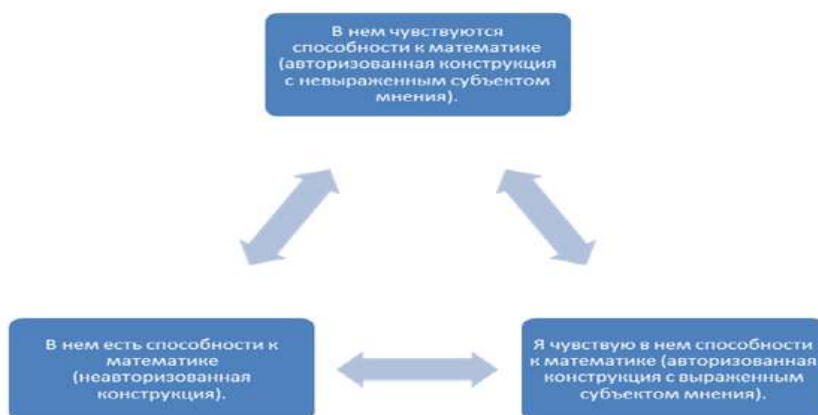 В нем чувствуются
способности к математике
(авторизованная конструкция
с невыраженным субъектом
мнения).
В нем есть способности к
математике
(неавторизованная
конструкция).
Я чувствую в нем способности
к математике (авторизованная
конструкция с выраженным
субъектом мнения).